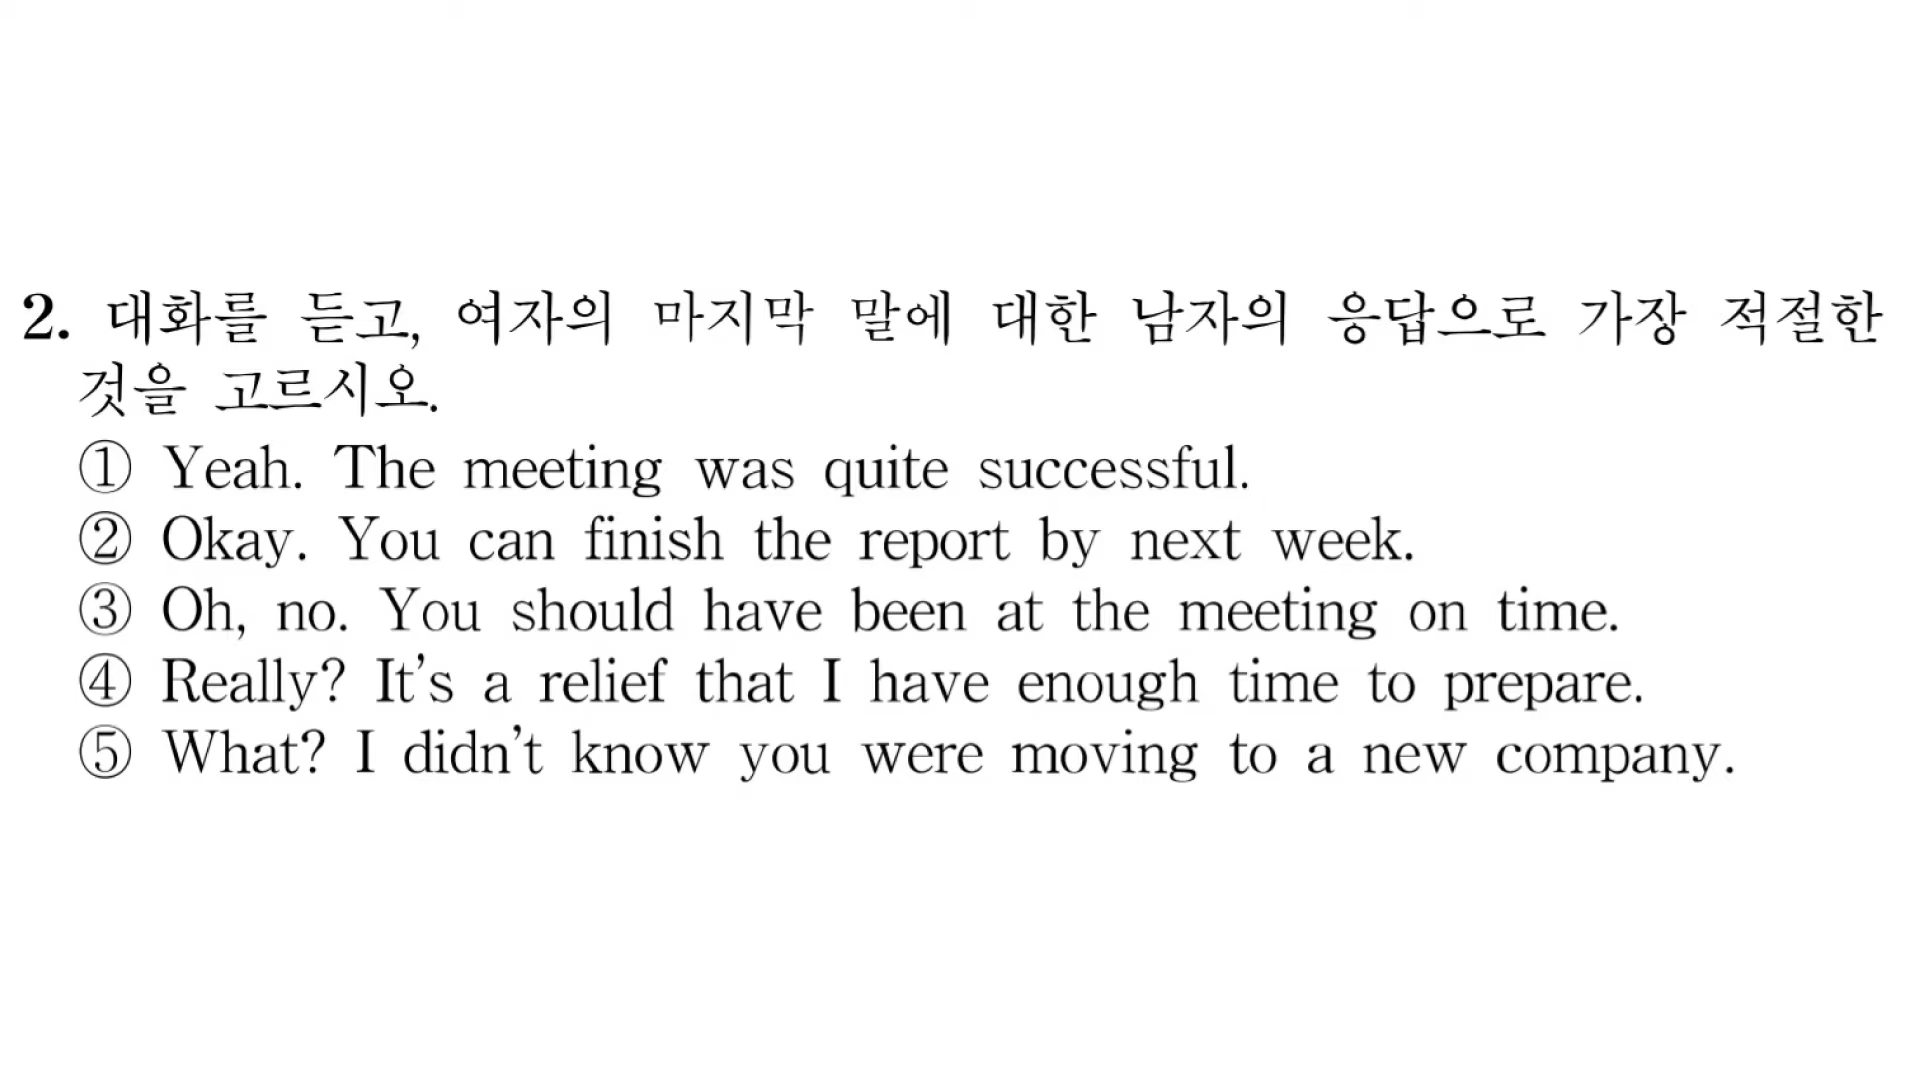 2. 대화를 듣고, 여자의 마지막 말에 대한 남자의 응답으로 가장 적절한
것을 고르시오.
① Yeah. The meeting was quite successful.
② Okay. You can finish the report by next week.
③ Oh, no. You should have been at the meeting on time.
④ Really? It's a relief that I have enough time to prepare.
⑤ What? I didn't know you were moving to a new company.